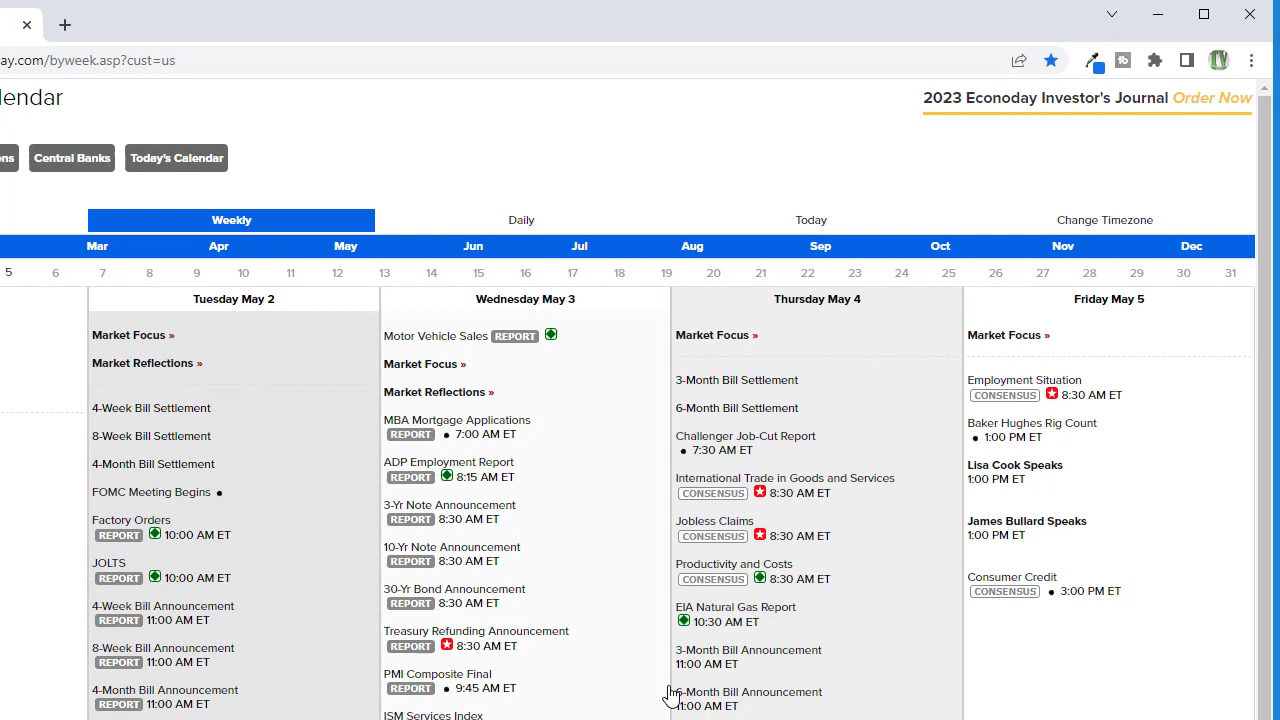 ay.com/byweek.asp?cust=us
lendar
2023 Econoday Investor's Journal Order Now
ons
Central Banks
Today's Calendar
Weekly
Daily
Today
Change Timezone
Mar Apr May Jun Jul Aug Sep Oct Nov Dec
5 6 7 8 9 10 11 12 13 14 15 16 17 18 19 20 21 22 23 24 25 26 27 28 29 30 31
Tuesday May 2
Market Focus »
Market Reflections »
4-Week Bill Settlement
8-Week Bill Settlement
4-Month Bill Settlement
FOMC Meeting Begins
Factory Orders
REPORT 10:00 AM ET
JOLTS
REPORT 10:00 AM ET
4-Week Bill Announcement
REPORT 11:00 AM ET
8-Week Bill Announcement
REPORT 11:00 AM ET
4-Month Bill Announcement
REPORT 11:00 AM ET
Wednesday May 3
Motor Vehicle Sales REPORT
Market Focus »
Market Reflections »
MBA Mortgage Applications
REPORT 7:00 AM ET
ADP Employment Report
REPORT 8:15 AM ET
3-Yr Note Announcement
REPORT 8:30 AM ET
10-Yr Note Announcement
REPORT 8:30 AM ET
30-Yr Bond Announcement
REPORT 8:30 AM ET
Treasury Refunding Announcement
REPORT 8:30 AM ET
PMI Composite Final
REPORT 9:45 AM ET
ISM Services Index
Thursday May 4
Market Focus »
3-Month Bill Settlement
6-Month Bill Settlement
Challenger Job-Cut Report
7:30 AM ET
International Trade in Goods and Services
CONSENSUS 8:30 AM ET
Jobless Claims
CONSENSUS 8:30 AM ET
Productivity and Costs
CONSENSUS 8:30 AM ET
EIA Natural Gas Report
10:30 AM ET
3-Month Bill Announcement
11:00 AM ET
6-Month Bill Announcement
11:00 AM ET
Friday May 5
Market Focus »
Employment Situation
CONSENSUS 8:30 AM ET
Baker Hughes Rig Count
1:00 PM ET
Lisa Cook Speaks
1:00 PM ET
James Bullard Speaks
1:00 PM ET
Consumer Credit
CONSENSUS 3:00 PM ET